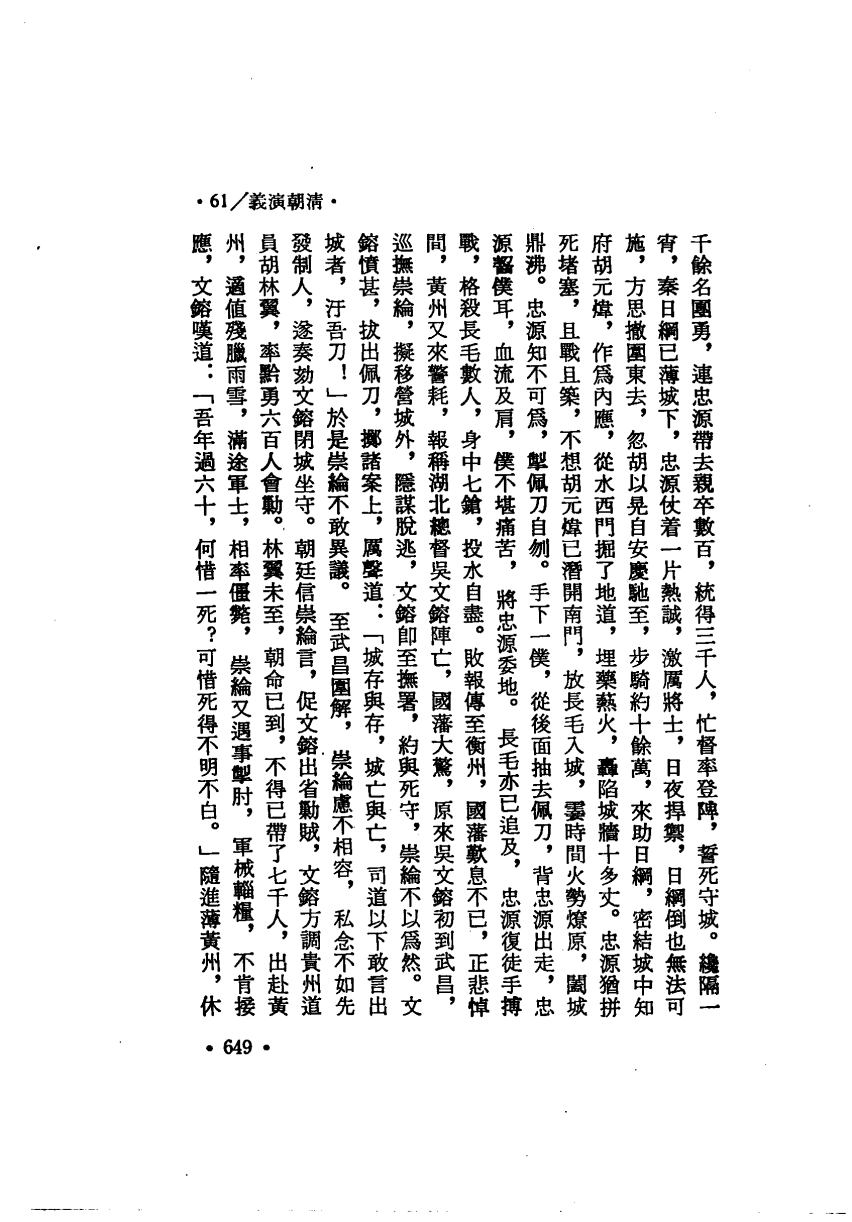 •清朝演義/61•
千餘名團勇，連忠源帶去親卒數百，統得三千人，忙督率登陴，誓死守城。纔隔一
宵，秦日綱已薄城下，忠源仗着一片熱誠，激厲將士，日夜捍禦，日綱倒也無法可
施，方思撤圍東去，忽胡以晃自安慶馳至，步騎約十餘萬，來助日綱，密結城中知
府胡元煒，作爲內應，從水西門掘了地道，埋藥爇火，轟陷城牆十多丈。忠源猶拼
死堵塞，且戰且築，不想胡元煒已潛開南門，放長毛入城，霎時間火勢燎原，闔城
鼎沸。忠源知不可爲，掣佩刀自刎。手下一僕，從後面抽去佩刀，背忠源出走，忠
源齧僕耳，血流及肩，僕不堪痛苦，將忠源委地。長毛亦已追及，忠源復徒手搏
戰，格殺長毛數人，身中七鎗，投水自盡。敗報傳至衡州，國藩歎息不已，正悲悼
間，黃州又來警耗，報稱湖北總督吳文鎔陣亡，國藩大驚，原來吳文鎔初到武昌，
巡撫崇綸，擬移營城外，隱謀脫逃，文鎔卽至撫署，約與死守，崇綸不以爲然。文
鎔憤甚，拔出佩刀，擲諸案上，厲聲道：「城存與存，城亡與亡，司道以下敢言出
城者，汙吾刀！」於是崇綸不敢異議。至武昌圍解，崇綸慮不相容，私念不如先
發制人，遂奏劾文鎔閉城坐守。朝廷信崇綸言，促文鎔出省勦賊，文鎔方調貴州道
員胡林翼，率黔勇六百人會勦。林翼未至，朝命已到，不得已帶了七千人，出赴黃
州，適值殘臘雨雪，滿途軍士，相率僵斃，崇綸又遇事掣肘，軍械輜糧，不肯接
應，文鎔嘆道：「吾年過六十，何惜一死？可惜死得不明不白。」隨進薄黃州，休
•649•